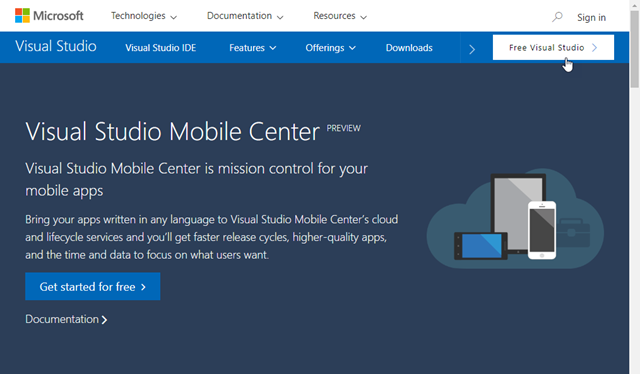 Microsoft Technologies Documentation Resources Sign in
Visual Studio Visual Studio IDE Features Offerings Downloads Free Visual Studio
Visual Studio Mobile Center PREVIEW
Visual Studio Mobile Center is mission control for your
mobile apps
Bring your apps written in any language to Visual Studio Mobile Center's cloud
and lifecycle services and you'll get faster release cycles, higher-quality apps,
and the time and data to focus on what users want.
Get started for free
Documentation